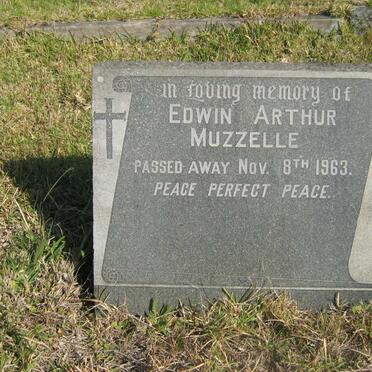 In loving memory of
EDWIN ARTHUR
MUZZELLE
PASSED AWAY NOV. 8TH 1963.
PEACE PERFECT PEACE.